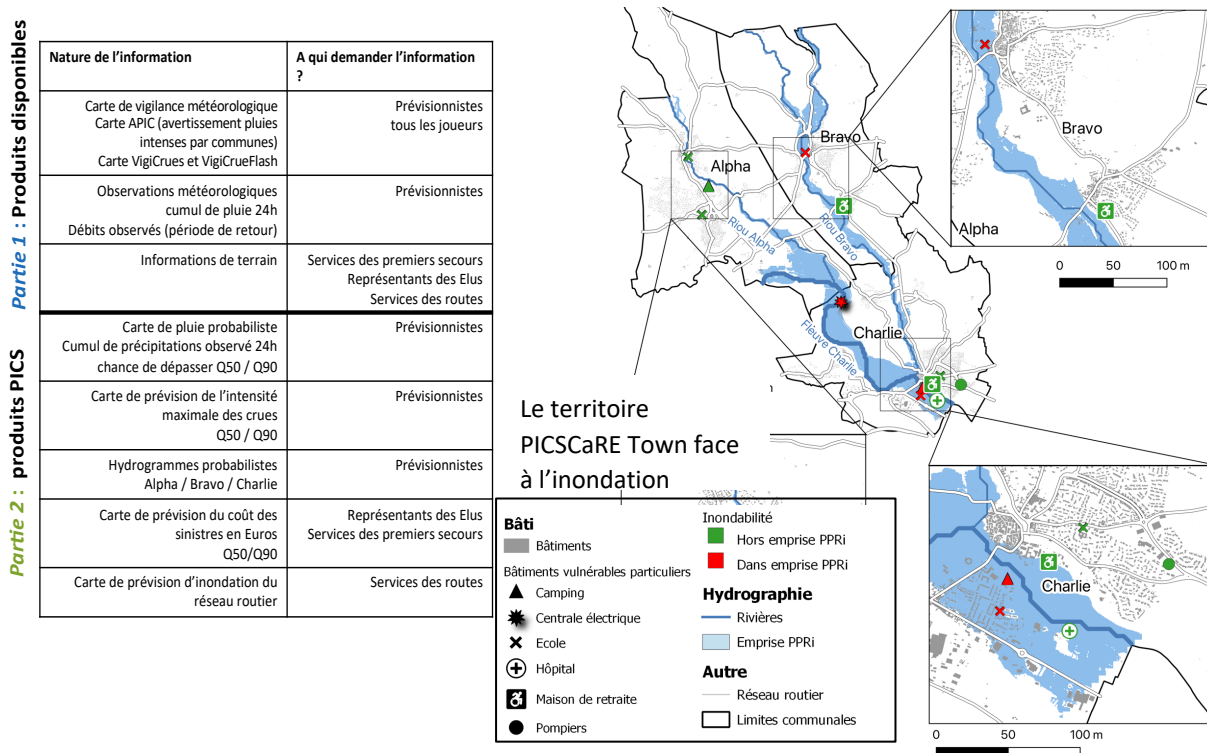 Partie 1 : Produits disponibles
Partie 2 : produits PICS
Nature de l'information
A qui demander l'information
?
Carte de vigilance météorologique
Carte APIC (avertissement pluies
intenses par communes)
Carte VigiCrues et VigiCrueFlash
Prévisionnistes
tous les joueurs
Observations météorologiques
cumul de pluie 24h
Débits observés (période de retour)
Prévisionnistes
Informations de terrain
Services des premiers secours
Représentants des Elus
Services des routes
Carte de pluie probabiliste
Cumul de précipitations observé 24h
chance de dépasser Q50 / Q90
Prévisionnistes
Carte de prévision de l'intensité
maximale des crues
Q50 / Q90
Prévisionnistes
Hydrogrammes probabilistes
Alpha / Bravo / Charlie
Prévisionnistes
Carte de prévision du coût des
sinistres en Euros
Q50/Q90
Représentants des Elus
Services des premiers secours
Carte de prévision d'inondation du
réseau routier
Services des routes
Bravo
Alpha
Riou Alpha
Riou Bravo
Charlie
Fleuve Charlie
Bravo
Alpha
0 50 100 m
Le territoire
PICSCaRE Town face
à l'inondation
Bâti
Bâtiments
Bâtiments vulnérables particuliers
Camping
Centrale électrique
Ecole
Hôpital
Maison de retraite
Pompiers
Inondabilité
Hors emprise PPRi
Dans emprise PPRi
Hydrographie
Rivières
Emprise PPRi
Autre
Réseau routier
Limites communales
Charlie
0 50 100 m